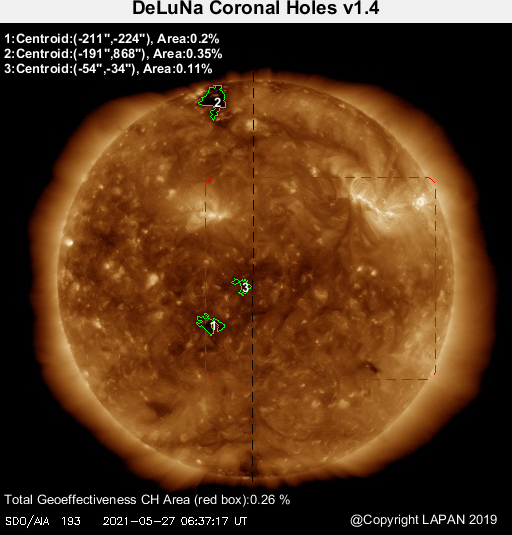 DeLuNa Coronal Holes v1.4
1:Centroid:(-211",-224"), Area:0.2%
2:Centroid:(-191",868"), Area:0.35%
3:Centroid:(-54",-34"), Area:0.11%
2
3
1
Total Geoeffectiveness CH Area (red box):0.26 %
SDO/AIA 193 2021-05-27 06:37:17 UT
@Copyright LAPAN 2019